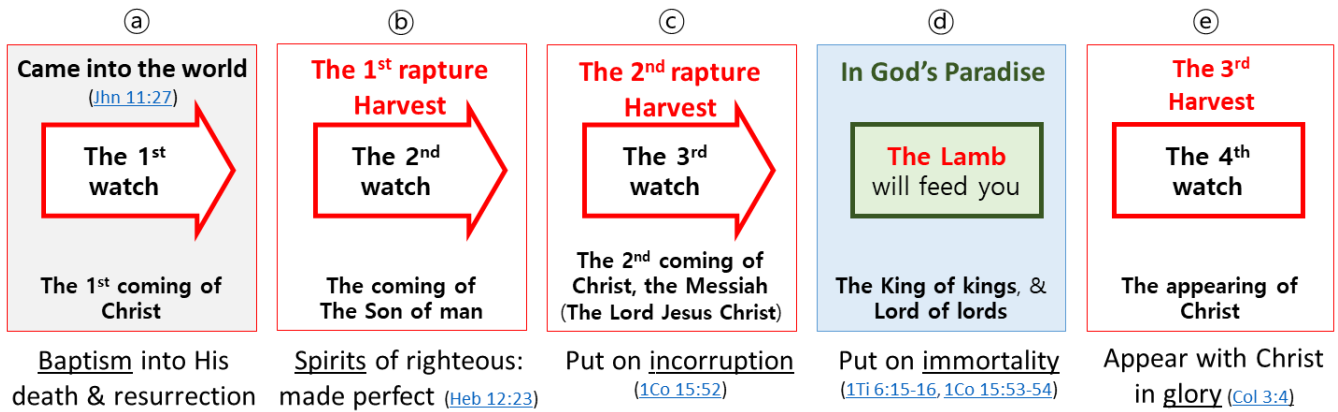 ⓐ
Came into the world
(Jhn 11:27)
The 1st
watch
The 1st coming of
Christ
Baptism into His
death & resurrection
ⓑ
The 1st rapture
Harvest
The 2nd
watch
The coming of
The Son of man
Spirits of righteous:
made perfect (Heb 12:23)
ⓒ
The 2nd rapture
Harvest
The 3rd
watch
The 2nd coming of
Christ, the Messiah
(The Lord Jesus Christ)
Put on incorruption
(1Co 15:52)
ⓓ
In God’s Paradise
The Lamb
will feed you
The King of kings, &
Lord of lords
Put on immortality
(1Ti 6:15-16, 1Co 15:53-54)
ⓔ
The 3rd
Harvest
The 4th
watch
The appearing of
Christ
Appear with Christ
in glory (Col 3:4)